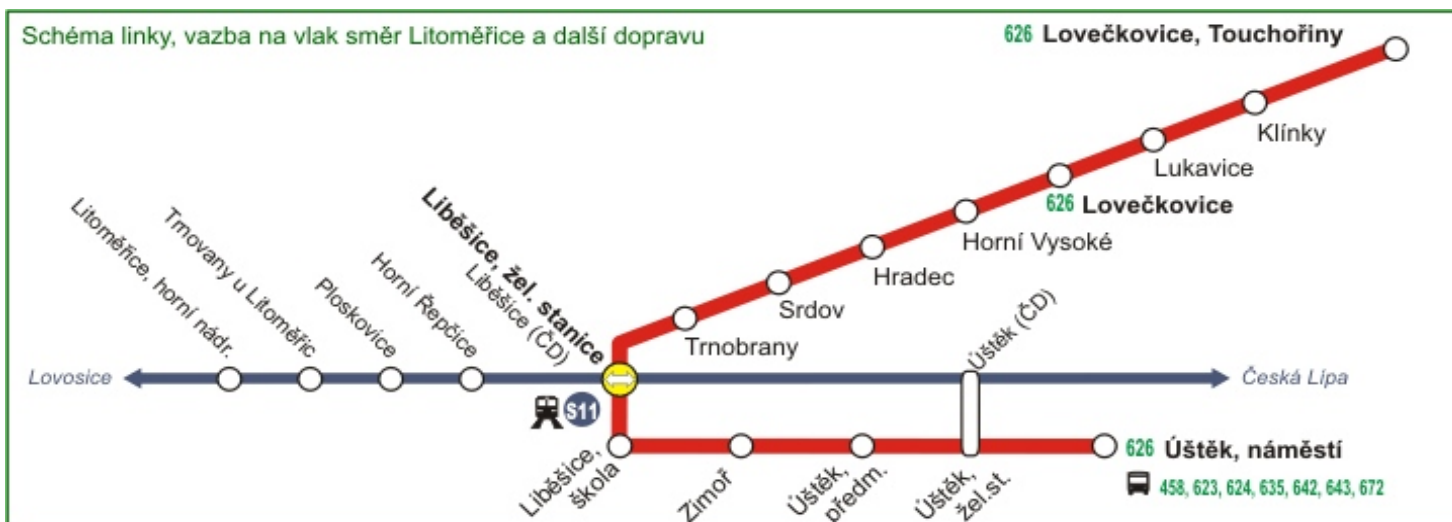 Schéma linky, vazba na vlak směr Litoměřice a další dopravu
626 Lovečkovice, Touchořiny
Klínky
Lukavice
626 Lovečkovice
Horní Vysoké
Hradec
Srdov
Trnobrany
Litoměřice, horní nádr.
Trnovany u Litoměřic
Ploskovice
Horní Řepčice
Liběšice (ČD)
Liběšice, žel. stanice
Úštěk (ČD)
Lovosice
Česká Lípa
S11
Liběšice,
škola
Zimoř
Úštěk,
předm.
Úštěk,
žel.st.
626 Úštěk, náměstí
458, 623, 624, 635, 642, 643, 672